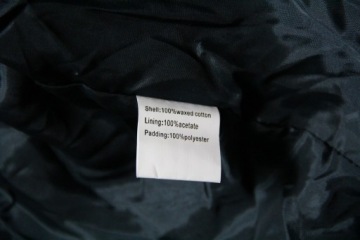 Shell:100%waxed cotton
Lining:100%acetate
Padding:100%polyester